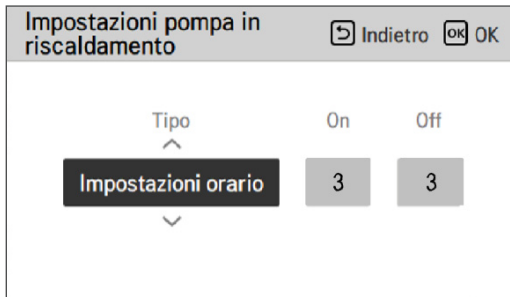 Impostazioni pompa in
riscaldamento
Indietro OK OK
Tipo On Off
Impostazioni orario 3 3